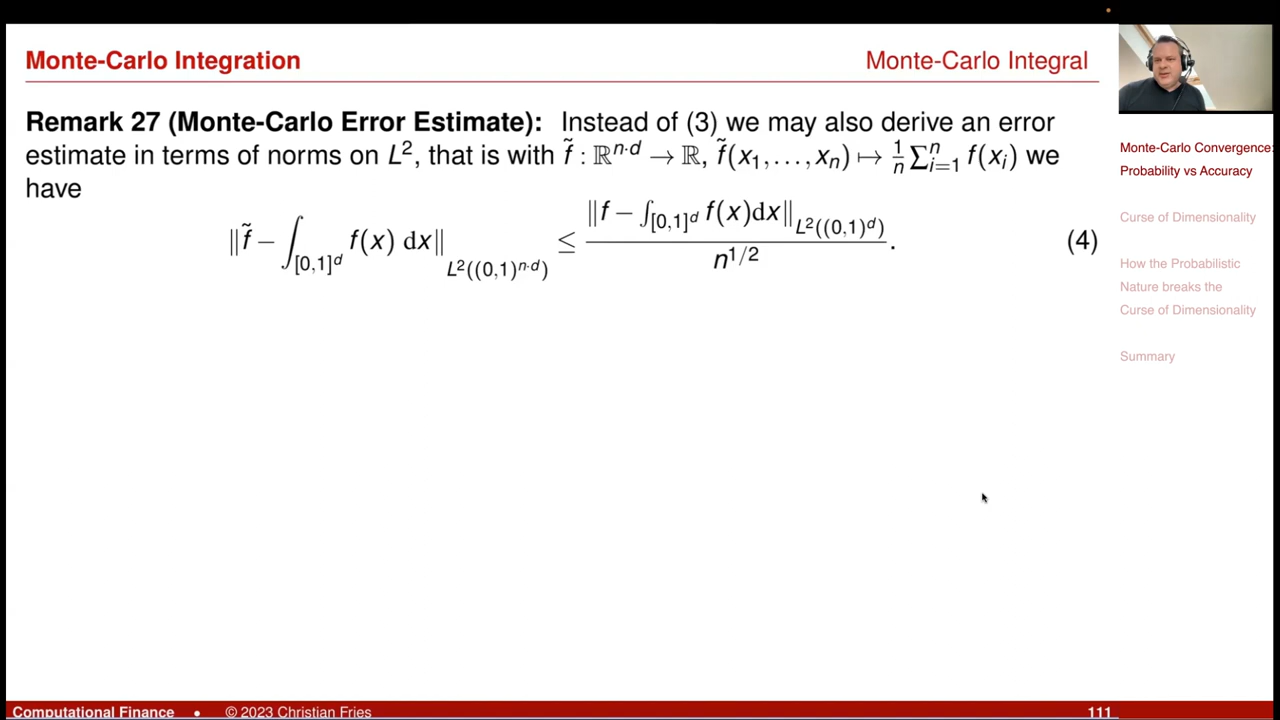 Monte-Carlo Integration
Monte-Carlo Integral
Remark 27 (Monte-Carlo Error Estimate): Instead of (3) we may also derive an error
estimate in terms of norms on L², that is with f̃ : ℝⁿ·ᵈ → ℝ, f̃(x₁,…,xₙ) ↦ 1/n ∑ⁿᵢ₌₁ f(xᵢ) we
have
‖f̃ − ∫_{[0,1]^d} f(x) dx‖_{L²((0,1)^{n·d})} ≤ ‖f − ∫_{[0,1]^d} f(x)dx‖_{L²((0,1)^d)} / n^{1/2} . (4)
Monte-Carlo Convergence:
Probability vs Accuracy
Curse of Dimensionality
How the Probabilistic
Nature breaks the
Curse of Dimensionality
Summary
Computational Finance • © 2023 Christian Fries 111